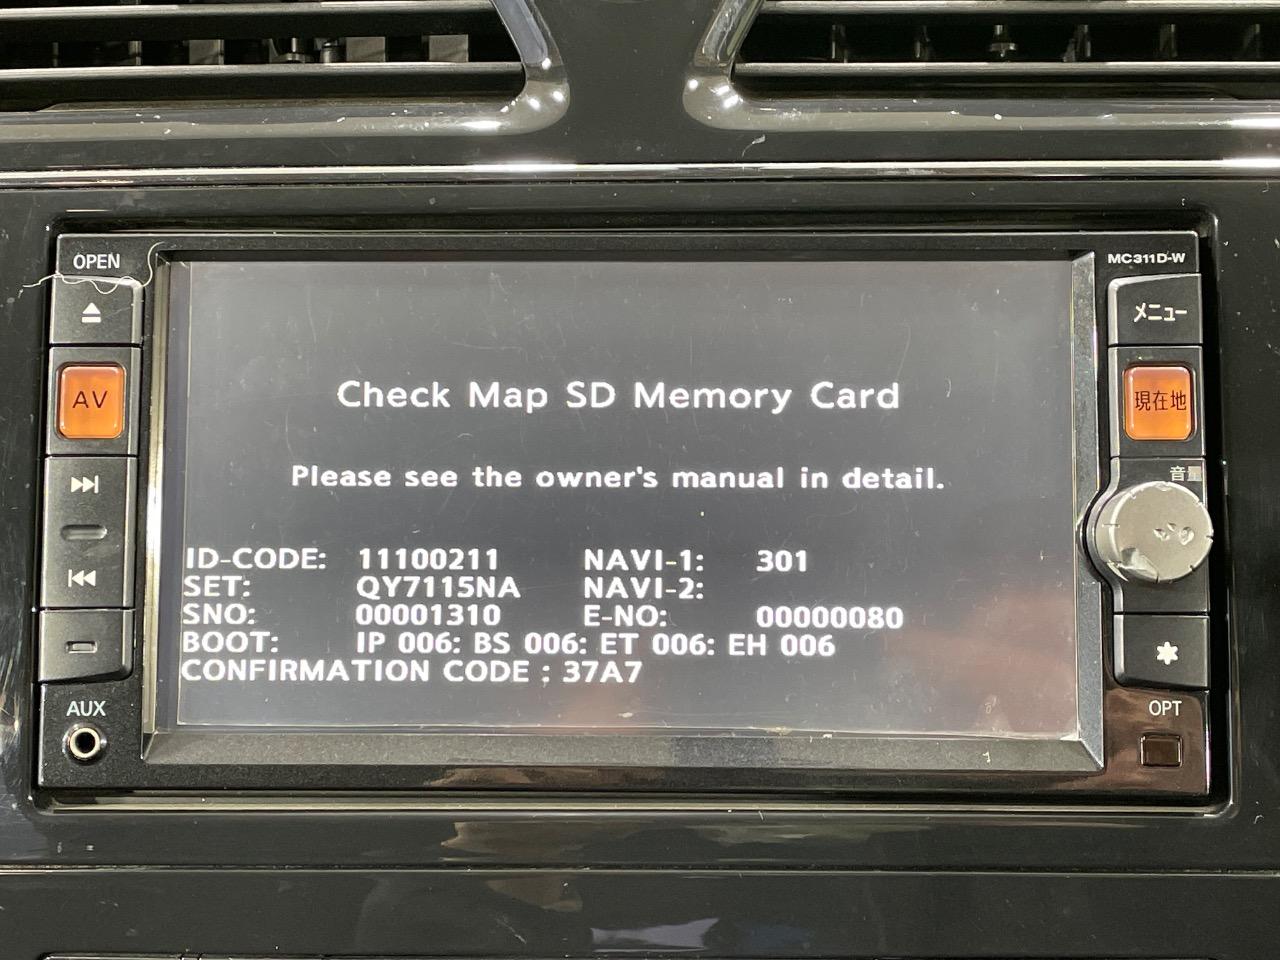 OPEN
MC311D-W
メニュー
AV
現在地
音量
Check Map SD Memory Card
Please see the owner's manual in detail.
ID-CODE: 11100211 NAVI-1: 301
SET: QY7115NA NAVI-2:
SNO: 00001310 E-NO: 00000080
BOOT: IP 006: BS 006: ET 006: EH 006
CONFIRMATION CODE : 37A7
AUX
OPT